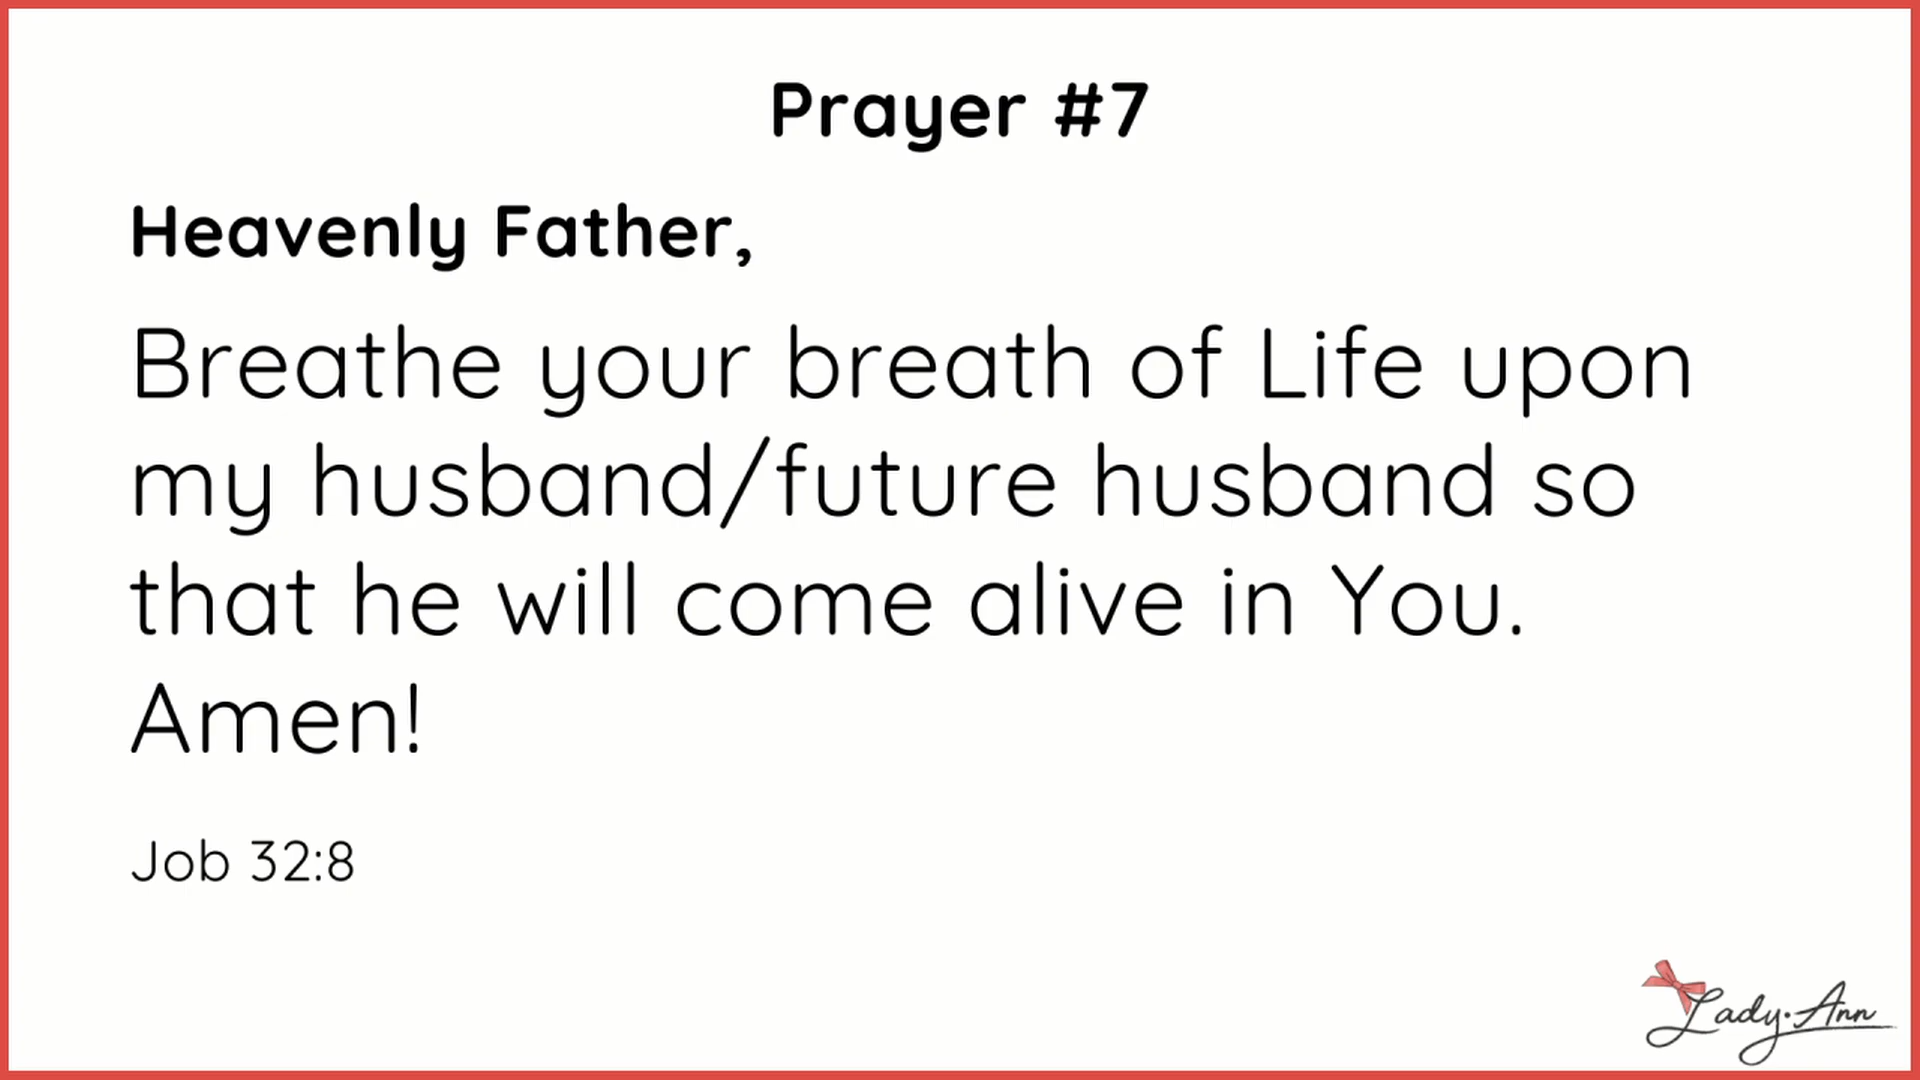 Prayer #7
Heavenly Father,
Breathe your breath of Life upon
my husband/future husband so
that he will come alive in You.
Amen!
Job 32:8
Lady·Ann